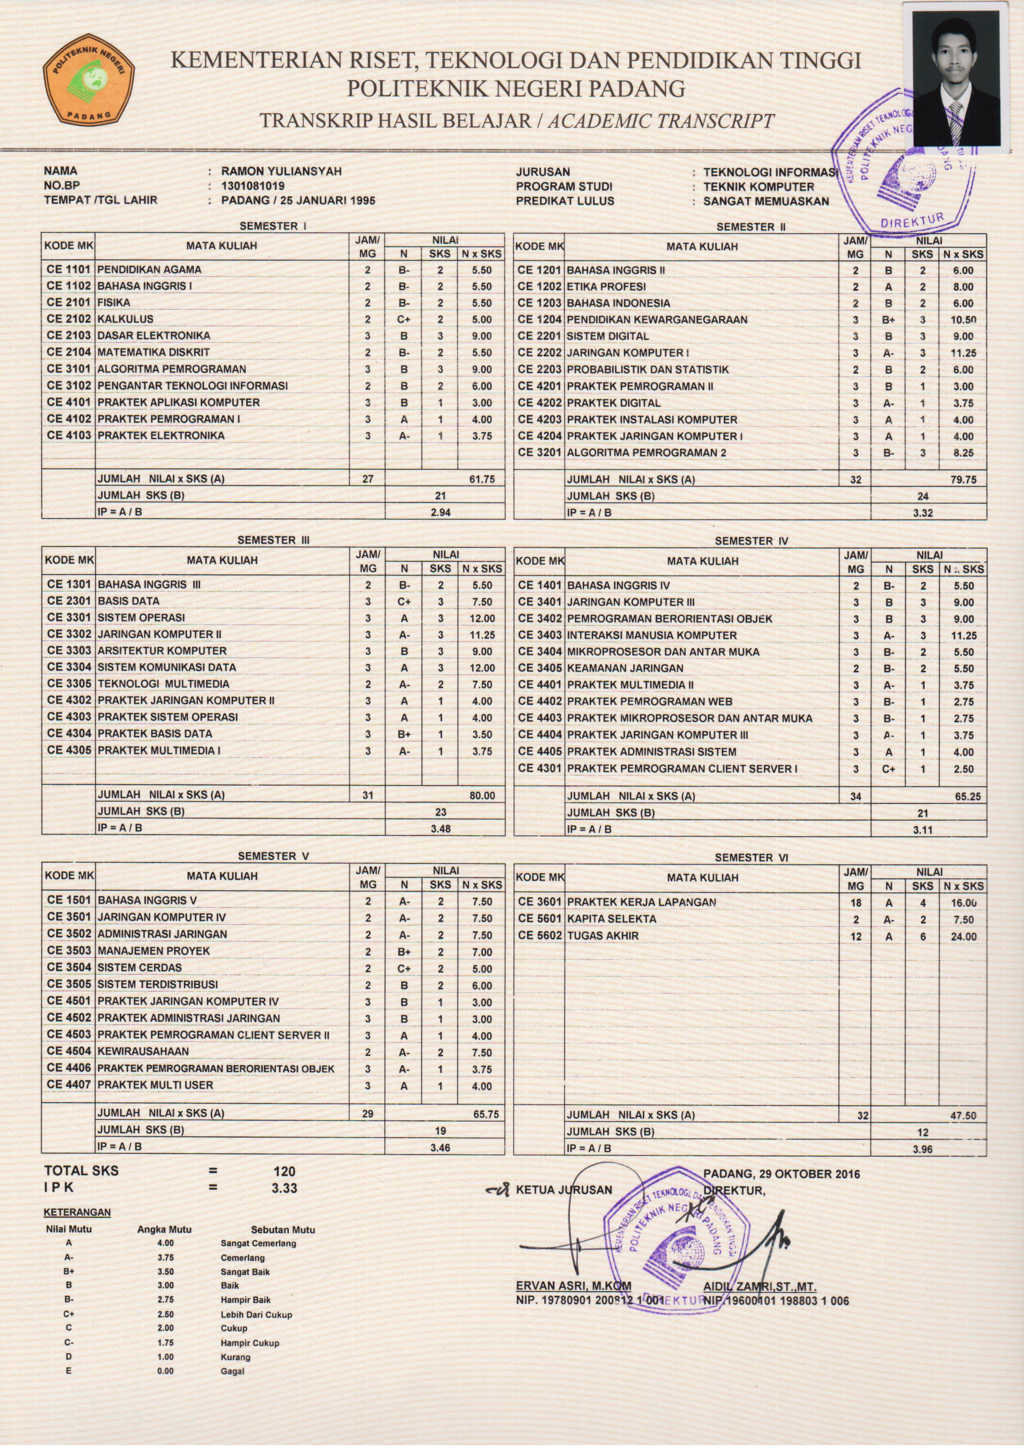 POLITEKNIK NEGERI
PADANG
KEMENTERIAN RISET, TEKNOLOGI DAN PENDIDIKAN TINGGI
POLITEKNIK NEGERI PADANG
TRANSKRIP HASIL BELAJAR / ACADEMIC TRANSCRIPT
NAMA : RAMON YULIANSYAH
NO.BP : 1301081019
TEMPAT /TGL LAHIR : PADANG / 25 JANUARI 1995
JURUSAN : TEKNOLOGI INFORMASI
PROGRAM STUDI : TEKNIK KOMPUTER
PREDIKAT LULUS : SANGAT MEMUASKAN
DIREKTUR
SEMESTER I
KODE MK MATA KULIAH JAM/ MG NILAI N SKS N x SKS
CE 1101 PENDIDIKAN AGAMA 2 B- 2 5.50
CE 1102 BAHASA INGGRIS I 2 B- 2 5.50
CE 2101 FISIKA 2 B- 2 5.50
CE 2102 KALKULUS 2 C+ 2 5.00
CE 2103 DASAR ELEKTRONIKA 3 B 3 9.00
CE 2104 MATEMATIKA DISKRIT 2 B- 2 5.50
CE 3101 ALGORITMA PEMROGRAMAN 3 B 3 9.00
CE 3102 PENGANTAR TEKNOLOGI INFORMASI 2 B 2 6.00
CE 4101 PRAKTEK APLIKASI KOMPUTER 3 B 1 3.00
CE 4102 PRAKTEK PEMROGRAMAN I 3 A 1 4.00
CE 4103 PRAKTEK ELEKTRONIKA 3 A- 1 3.75
JUMLAH NILAI x SKS (A) 27 61.75
JUMLAH SKS (B) 21
IP = A / B 2.94
SEMESTER II
KODE MK MATA KULIAH JAM/ MG NILAI N SKS N x SKS
CE 1201 BAHASA INGGRIS II 2 B 2 6.00
CE 1202 ETIKA PROFESI 2 A 2 8.00
CE 1203 BAHASA INDONESIA 2 B 2 6.00
CE 1204 PENDIDIKAN KEWARGANEGARAAN 3 B+ 3 10.50
CE 2201 SISTEM DIGITAL 3 B 3 9.00
CE 2202 JARINGAN KOMPUTER I 3 A- 3 11.25
CE 2203 PROBABILISTIK DAN STATISTIK 2 B 2 6.00
CE 4201 PRAKTEK PEMROGRAMAN II 3 B 1 3.00
CE 4202 PRAKTEK DIGITAL 3 A- 1 3.75
CE 4203 PRAKTEK INSTALASI KOMPUTER 3 A 1 4.00
CE 4204 PRAKTEK JARINGAN KOMPUTER I 3 A 1 4.00
CE 3201 ALGORITMA PEMROGRAMAN 2 3 B- 3 8.25
JUMLAH NILAI x SKS (A) 32 79.75
JUMLAH SKS (B) 24
IP = A / B 3.32
SEMESTER III
KODE MK MATA KULIAH JAM/ MG NILAI N SKS N x SKS
CE 1301 BAHASA INGGRIS III 2 B- 2 5.50
CE 2301 BASIS DATA 3 C+ 3 7.50
CE 3301 SISTEM OPERASI 3 A 3 12.00
CE 3302 JARINGAN KOMPUTER II 3 A- 3 11.25
CE 3303 ARSITEKTUR KOMPUTER 3 B 3 9.00
CE 3304 SISTEM KOMUNIKASI DATA 3 A 3 12.00
CE 3305 TEKNOLOGI MULTIMEDIA 2 A- 2 7.50
CE 4302 PRAKTEK JARINGAN KOMPUTER II 3 A 1 4.00
CE 4303 PRAKTEK SISTEM OPERASI 3 A 1 4.00
CE 4304 PRAKTEK BASIS DATA 3 B+ 1 3.50
CE 4305 PRAKTEK MULTIMEDIA I 3 A- 1 3.75
JUMLAH NILAI x SKS (A) 31 80.00
JUMLAH SKS (B) 23
IP = A / B 3.48
SEMESTER IV
KODE MK MATA KULIAH JAM/ MG NILAI N SKS N x SKS
CE 1401 BAHASA INGGRIS IV 2 B- 2 5.50
CE 3401 JARINGAN KOMPUTER III 3 B 3 9.00
CE 3402 PEMROGRAMAN BERORIENTASI OBJEK 3 B 3 9.00
CE 3403 INTERAKSI MANUSIA KOMPUTER 3 A- 3 11.25
CE 3404 MIKROPROSESOR DAN ANTAR MUKA 3 B- 2 5.50
CE 3405 KEAMANAN JARINGAN 2 B- 2 5.50
CE 4401 PRAKTEK MULTIMEDIA II 3 A- 1 3.75
CE 4402 PRAKTEK PEMROGRAMAN WEB 3 B- 1 2.75
CE 4403 PRAKTEK MIKROPROSESOR DAN ANTAR MUKA 3 B- 1 2.75
CE 4404 PRAKTEK JARINGAN KOMPUTER III 3 A- 1 3.75
CE 4405 PRAKTEK ADMINISTRASI SISTEM 3 A 1 4.00
CE 4301 PRAKTEK PEMROGRAMAN CLIENT SERVER I 3 C+ 1 2.50
JUMLAH NILAI x SKS (A) 34 65.25
JUMLAH SKS (B) 21
IP = A / B 3.11
SEMESTER V
KODE MK MATA KULIAH JAM/ MG NILAI N SKS N x SKS
CE 1501 BAHASA INGGRIS V 2 A- 2 7.50
CE 3501 JARINGAN KOMPUTER IV 2 A- 2 7.50
CE 3502 ADMINISTRASI JARINGAN 2 A- 2 7.50
CE 3503 MANAJEMEN PROYEK 2 B+ 2 7.00
CE 3504 SISTEM CERDAS 2 C+ 2 5.00
CE 3505 SISTEM TERDISTRIBUSI 2 B 2 6.00
CE 4501 PRAKTEK JARINGAN KOMPUTER IV 3 B 1 3.00
CE 4502 PRAKTEK ADMINISTRASI JARINGAN 3 B 1 3.00
CE 4503 PRAKTEK PEMROGRAMAN CLIENT SERVER II 3 A 1 4.00
CE 4504 KEWIRAUSAHAAN 2 A- 2 7.50
CE 4406 PRAKTEK PEMROGRAMAN BERORIENTASI OBJEK 3 A- 1 3.75
CE 4407 PRAKTEK MULTI USER 3 A 1 4.00
JUMLAH NILAI x SKS (A) 29 65.75
JUMLAH SKS (B) 19
IP = A / B 3.46
SEMESTER VI
KODE MK MATA KULIAH JAM/ MG NILAI N SKS N x SKS
CE 3601 PRAKTEK KERJA LAPANGAN 18 A 4 16.00
CE 5601 KAPITA SELEKTA 2 A- 2 7.50
CE 5602 TUGAS AKHIR 12 A 6 24.00
JUMLAH NILAI x SKS (A) 32 47.50
JUMLAH SKS (B) 12
IP = A / B 3.96
TOTAL SKS = 120
I P K = 3.33
KETERANGAN
Nilai Mutu Angka Mutu Sebutan Mutu
A 4.00 Sangat Cemerlang
A- 3.75 Cemerlang
B+ 3.50 Sangat Baik
B 3.00 Baik
B- 2.75 Hampir Baik
C+ 2.50 Lebih Dari Cukup
C 2.00 Cukup
C- 1.75 Hampir Cukup
D 1.00 Kurang
E 0.00 Gagal
PADANG, 29 OKTOBER 2016
KETUA JURUSAN DIREKTUR,
ERVAN ASRI, M.KOM AIDIL ZAMRI,ST.,MT.
NIP. 19780901 200812 1 001 NIP.19600101 198803 1 006
DIREKTUR